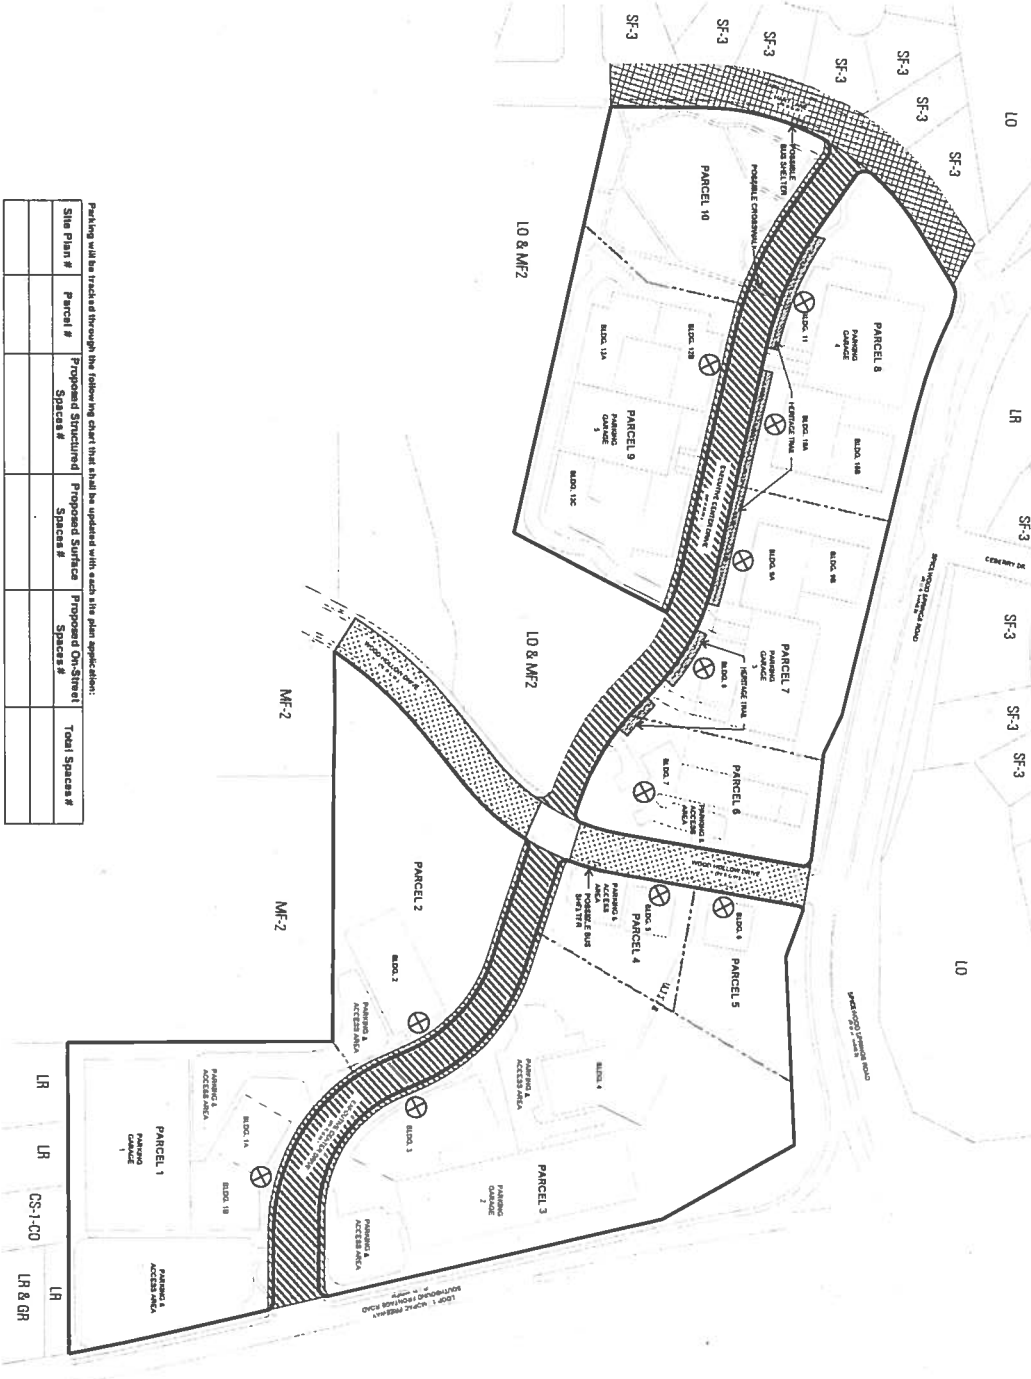 SF-3
SF-3
SF-3
SF-3
SF-3
SF-3
SF-3
LO
LR
SF-3
CEBERRY DR.
SF-3
SF-3
SF-3
LO
SPICEWOOD SPRINGS ROAD
SPICEWOOD SPRINGS ROAD
POSSIBLE
BUS SHELTER
POSSIBLE CROSSWALK
PARCEL 10
LO & MF2
PARCEL 8
PARKING
GARAGE
4
BLDG. 11
HERITAGE TRAIL
BLDG. 18A
BLDG. 12B
BLDG. 13A
PARCEL 9
PARKING
GARAGE
5
BLDG. 12C
EXECUTIVE CENTER DRIVE
BLDG. 9A
BLDG. 9B
PARCEL 7
PARKING
GARAGE
3
BLDG. 8
HERITAGE TRAIL
LO & MF2
WOOD HOLLOW DRIVE
MF-2
PARCEL 6
BLDG. 7
PARKING &
ACCESS
AREA
WOOD HOLLOW DRIVE
PARKING &
ACCESS
AREA
POSSIBLE BUS
SHELTER
BLDG. 5
PARCEL 4
BLDG. 6
PARCEL 5
PARCEL 2
BLDG. 2
PARKING &
ACCESS AREA
MF-2
BLDG. 4
PARKING &
ACCESS AREA
BLDG. 3
PARCEL 3
PARKING
GARAGE
2
PARKING &
ACCESS AREA
PARKING &
ACCESS AREA
BLDG. 1A
BLDG. 1B
PARCEL 1
PARKING
GARAGE
1
PARKING &
ACCESS AREA
LOOP 1 MOPAC FREEWAY
SOUTHBOUND FRONTAGE ROAD
LR
LR
CS-1-CO
LR
LR & GR
Parking will be tracked through the following chart that shall be updated with each site plan application:
Site Plan #
Parcel #
Proposed Structured
Spaces #
Proposed Surface
Spaces #
Proposed On-Street
Spaces #
Total Spaces #